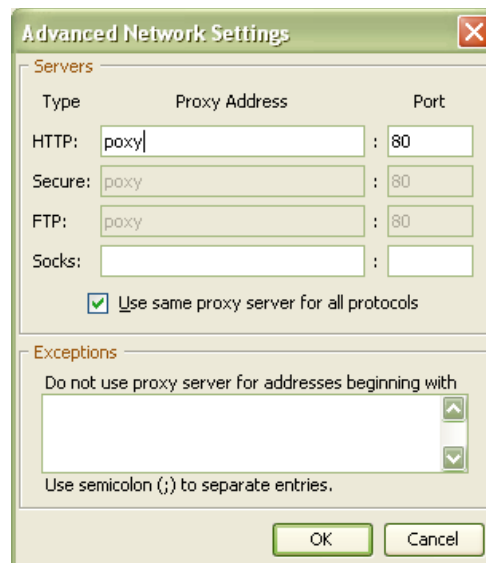 Advanced Network Settings
Servers
Type Proxy Address Port
HTTP: poxy : 80
Secure: poxy : 80
FTP: poxy : 80
Socks: :
Use same proxy server for all protocols
Exceptions
Do not use proxy server for addresses beginning with
Use semicolon (;) to separate entries.
OK Cancel